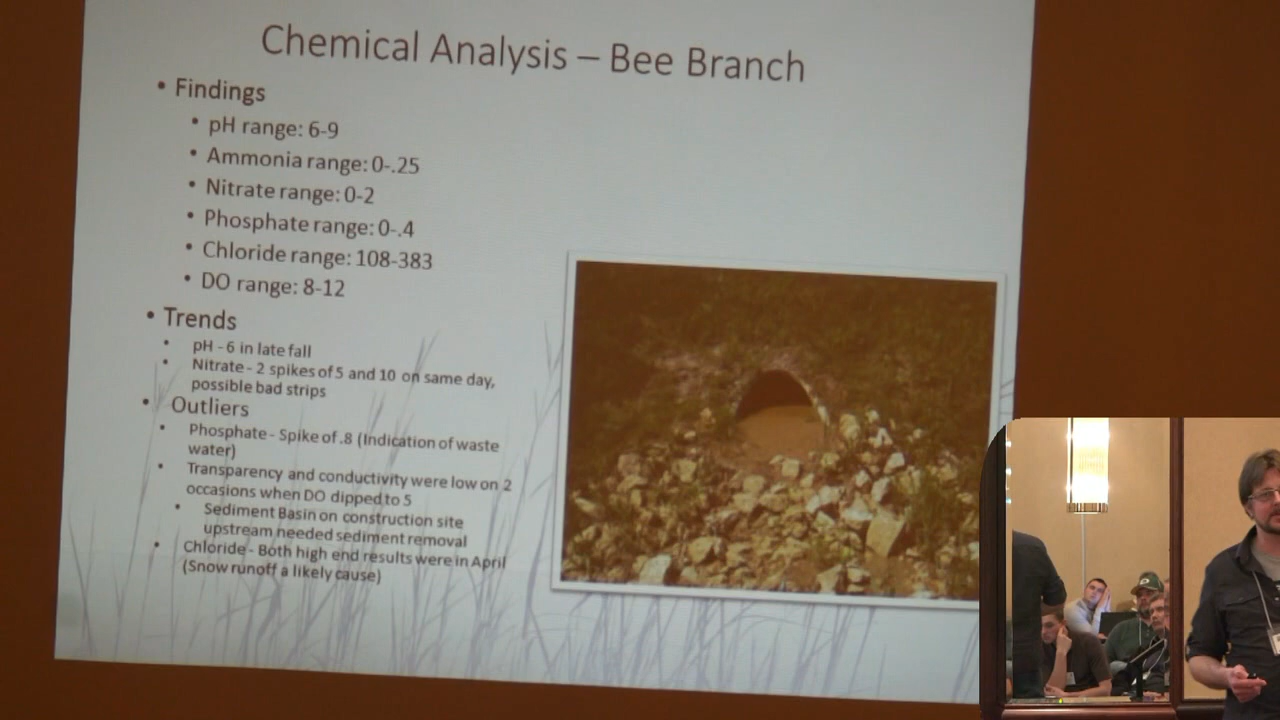 Chemical Analysis – Bee Branch
• Findings
• pH range: 6-9
• Ammonia range: 0-.25
• Nitrate range: 0-2
• Phosphate range: 0-.4
• Chloride range: 108-383
• DO range: 8-12
• Trends
• pH - 6 in late fall
• Nitrate - 2 spikes of 5 and 10 on same day,
possible bad strips
• Outliers
• Phosphate - Spike of .8 (Indication of waste
water)
• Transparency and conductivity were low on 2
occasions when DO dipped to 5
• Sediment Basin on construction site
upstream needed sediment removal
• Chloride - Both high end results were in April
(Snow runoff a likely cause)